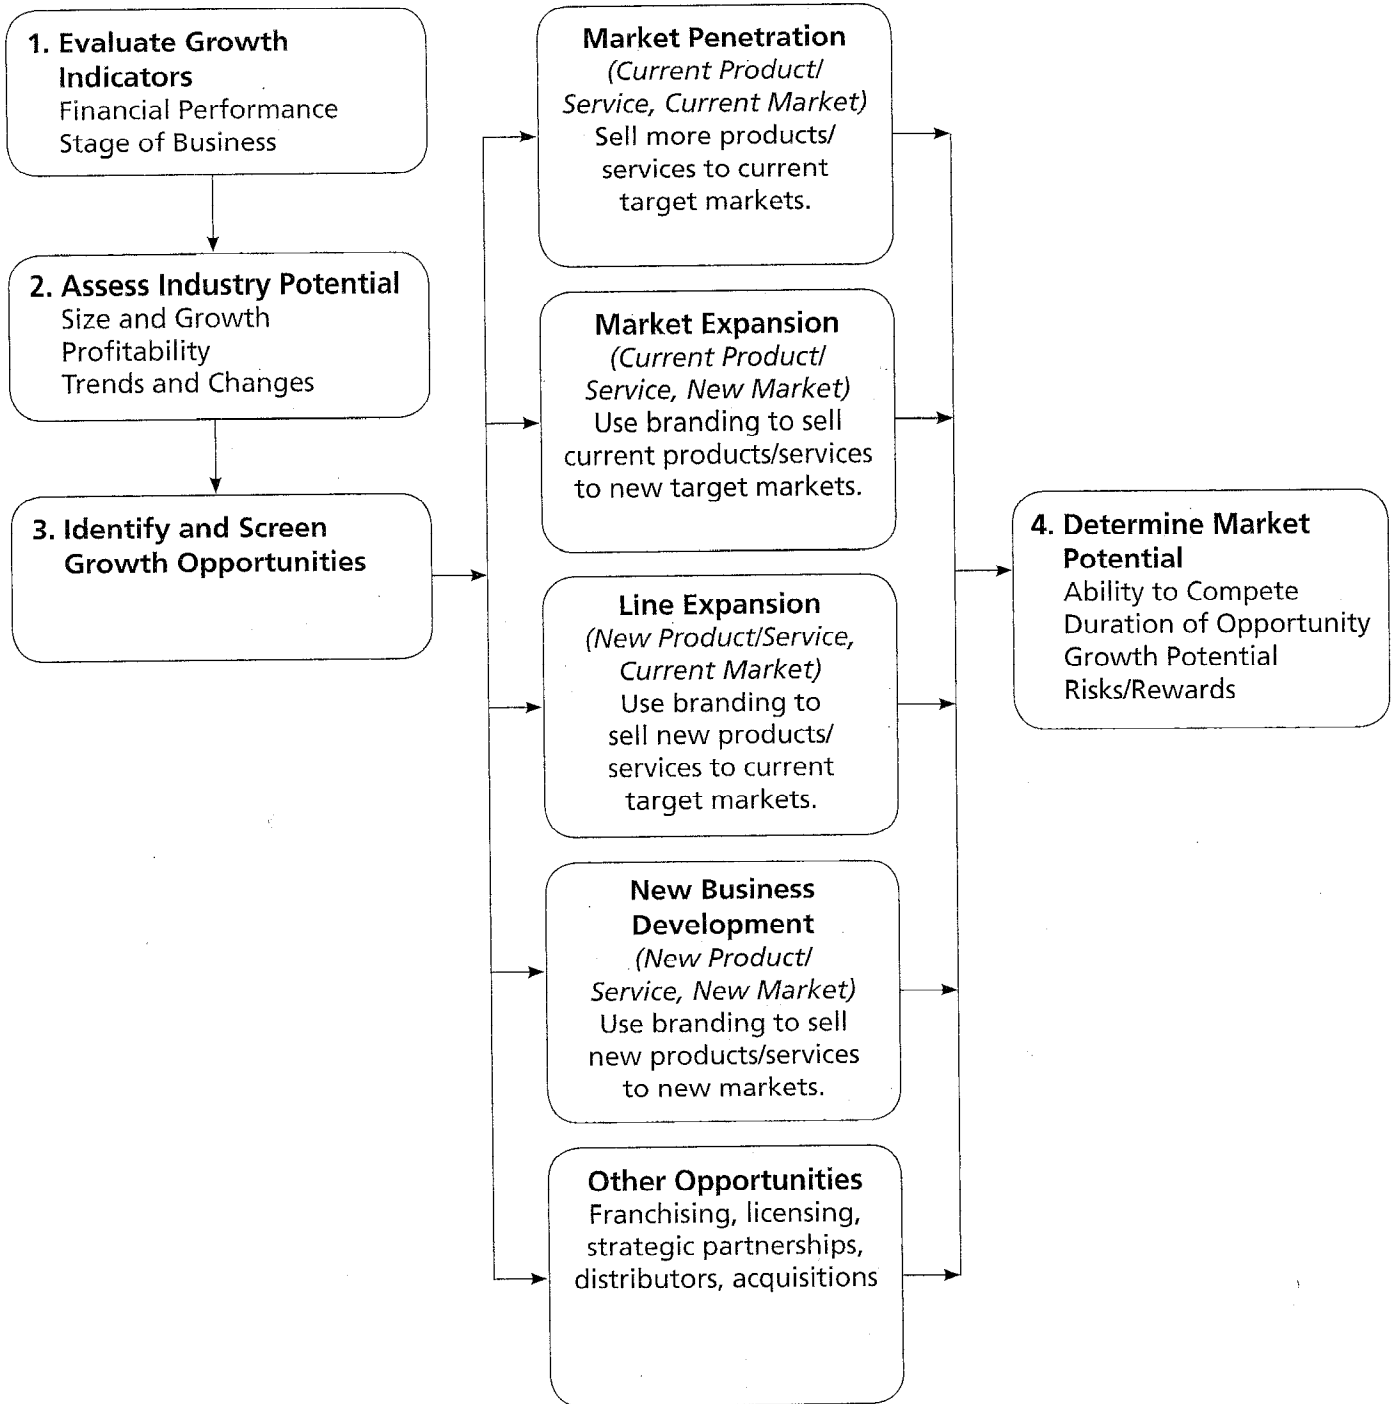 1. Evaluate Growth
Indicators
Financial Performance
Stage of Business
2. Assess Industry Potential
Size and Growth
Profitability
Trends and Changes
3. Identify and Screen
Growth Opportunities
Market Penetration
(Current Product/
Service, Current Market)
Sell more products/
services to current
target markets.
Market Expansion
(Current Product/
Service, New Market)
Use branding to sell
current products/services
to new target markets.
Line Expansion
(New Product/Service,
Current Market)
Use branding to
sell new products/
services to current
target markets.
New Business
Development
(New Product/
Service, New Market)
Use branding to sell
new products/services
to new markets.
Other Opportunities
Franchising, licensing,
strategic partnerships,
distributors, acquisitions
4. Determine Market
Potential
Ability to Compete
Duration of Opportunity
Growth Potential
Risks/Rewards